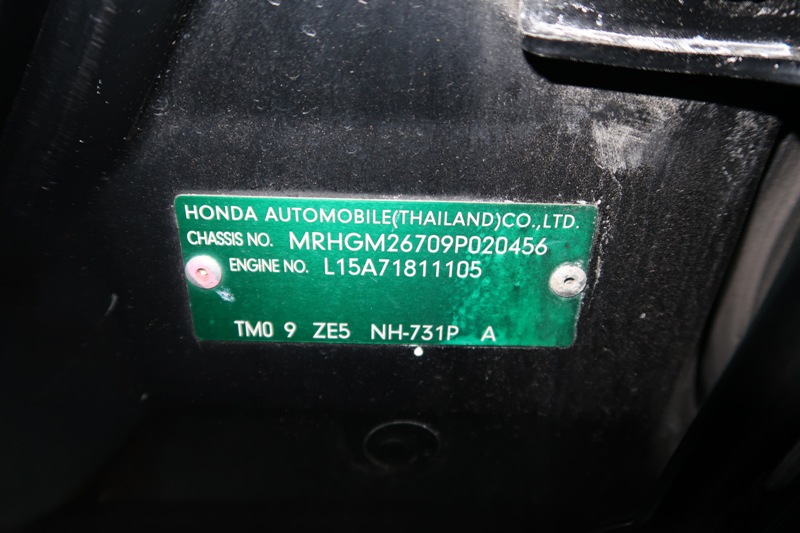 HONDA AUTOMOBILE(THAILAND)CO.,LTD.
CHASSIS NO. MRHGM26709P020456
ENGINE NO. L15A71811105
TM0 9 ZE5 NH-731P A